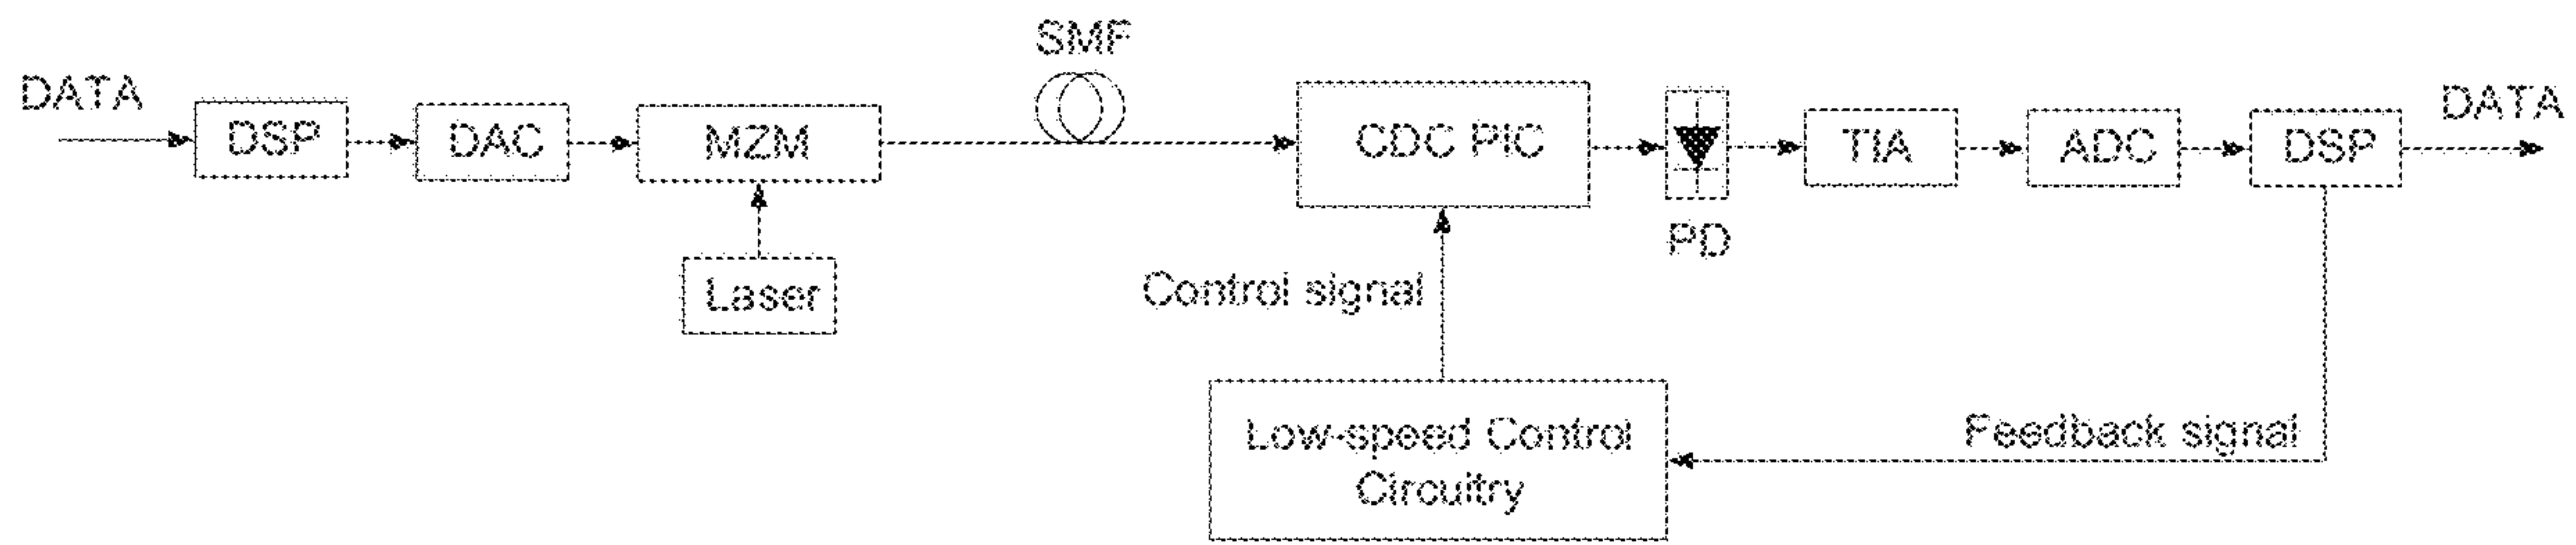 SMF
DATA
DSP
DAC
MZM
CDC PIC
TIA
ADC
DSP
DATA
PD
Laser
Control signal
Low-speed Control
Circuitry
Feedback signal